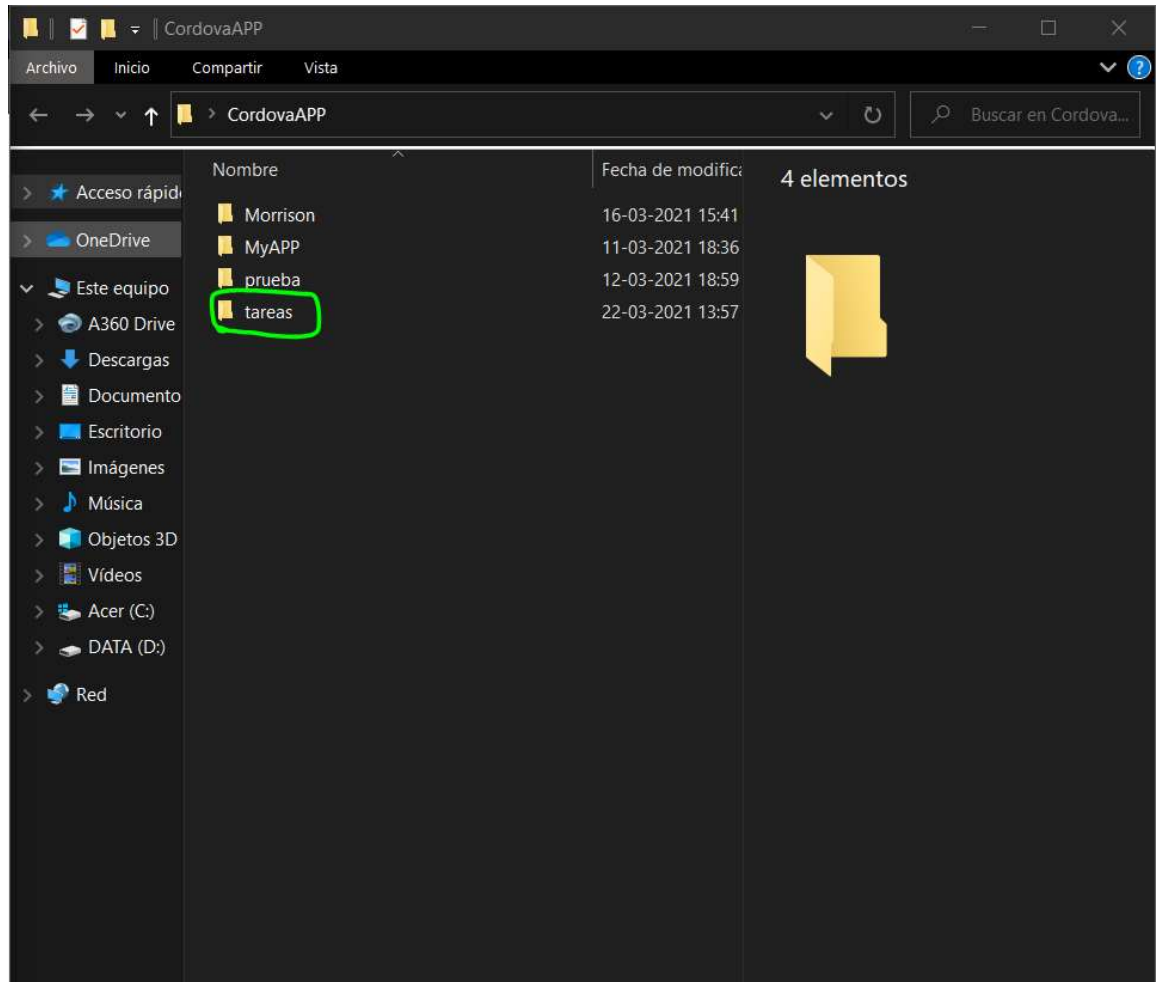 CordovaAPP
Archivo Inicio Compartir Vista
CordovaAPP
Buscar en Cordova...
Nombre Fecha de modifica 4 elementos
Acceso rápid
OneDrive
Este equipo
A360 Drive
Descargas
Documento
Escritorio
Imágenes
Música
Objetos 3D
Vídeos
Acer (C:)
DATA (D:)
Red
Morrison 16-03-2021 15:41
MyAPP 11-03-2021 18:36
prueba 12-03-2021 18:59
tareas 22-03-2021 13:57